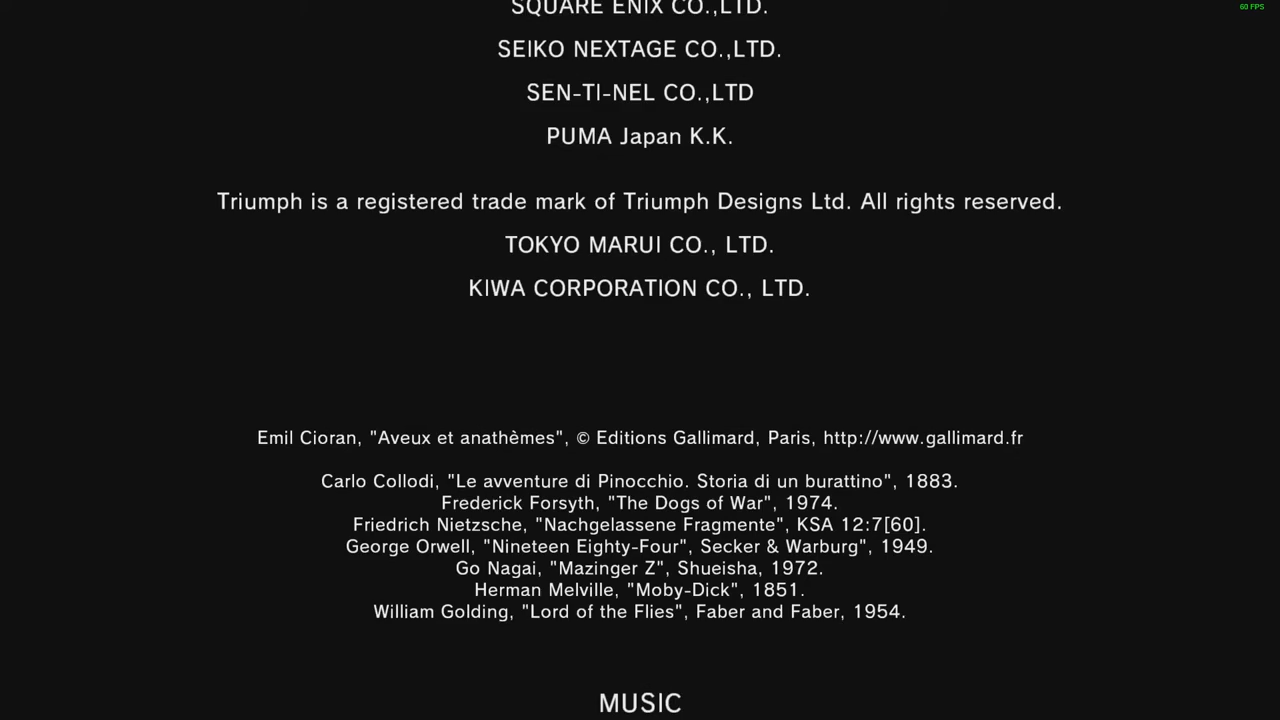 60 FPS
SQUARE ENIX CO.,LTD.
SEIKO NEXTAGE CO.,LTD.
SEN-TI-NEL CO.,LTD
PUMA Japan K.K.
Triumph is a registered trade mark of Triumph Designs Ltd. All rights reserved.
TOKYO MARUI CO., LTD.
KIWA CORPORATION CO., LTD.
Emil Cioran, "Aveux et anathèmes", © Editions Gallimard, Paris, http://www.gallimard.fr
Carlo Collodi, "Le avventure di Pinocchio. Storia di un burattino", 1883.
Frederick Forsyth, "The Dogs of War", 1974.
Friedrich Nietzsche, "Nachgelassene Fragmente", KSA 12:7[60].
George Orwell, "Nineteen Eighty-Four", Secker & Warburg", 1949.
Go Nagai, "Mazinger Z", Shueisha, 1972.
Herman Melville, "Moby-Dick", 1851.
William Golding, "Lord of the Flies", Faber and Faber, 1954.
MUSIC